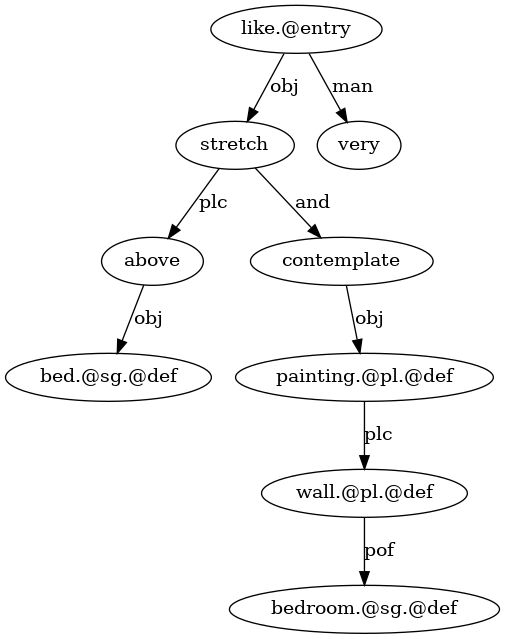 like.@entry
obj
man
stretch
very
plc
and
above
contemplate
obj
obj
bed.@sg.@def
painting.@pl.@def
plc
wall.@pl.@def
pof
bedroom.@sg.@def